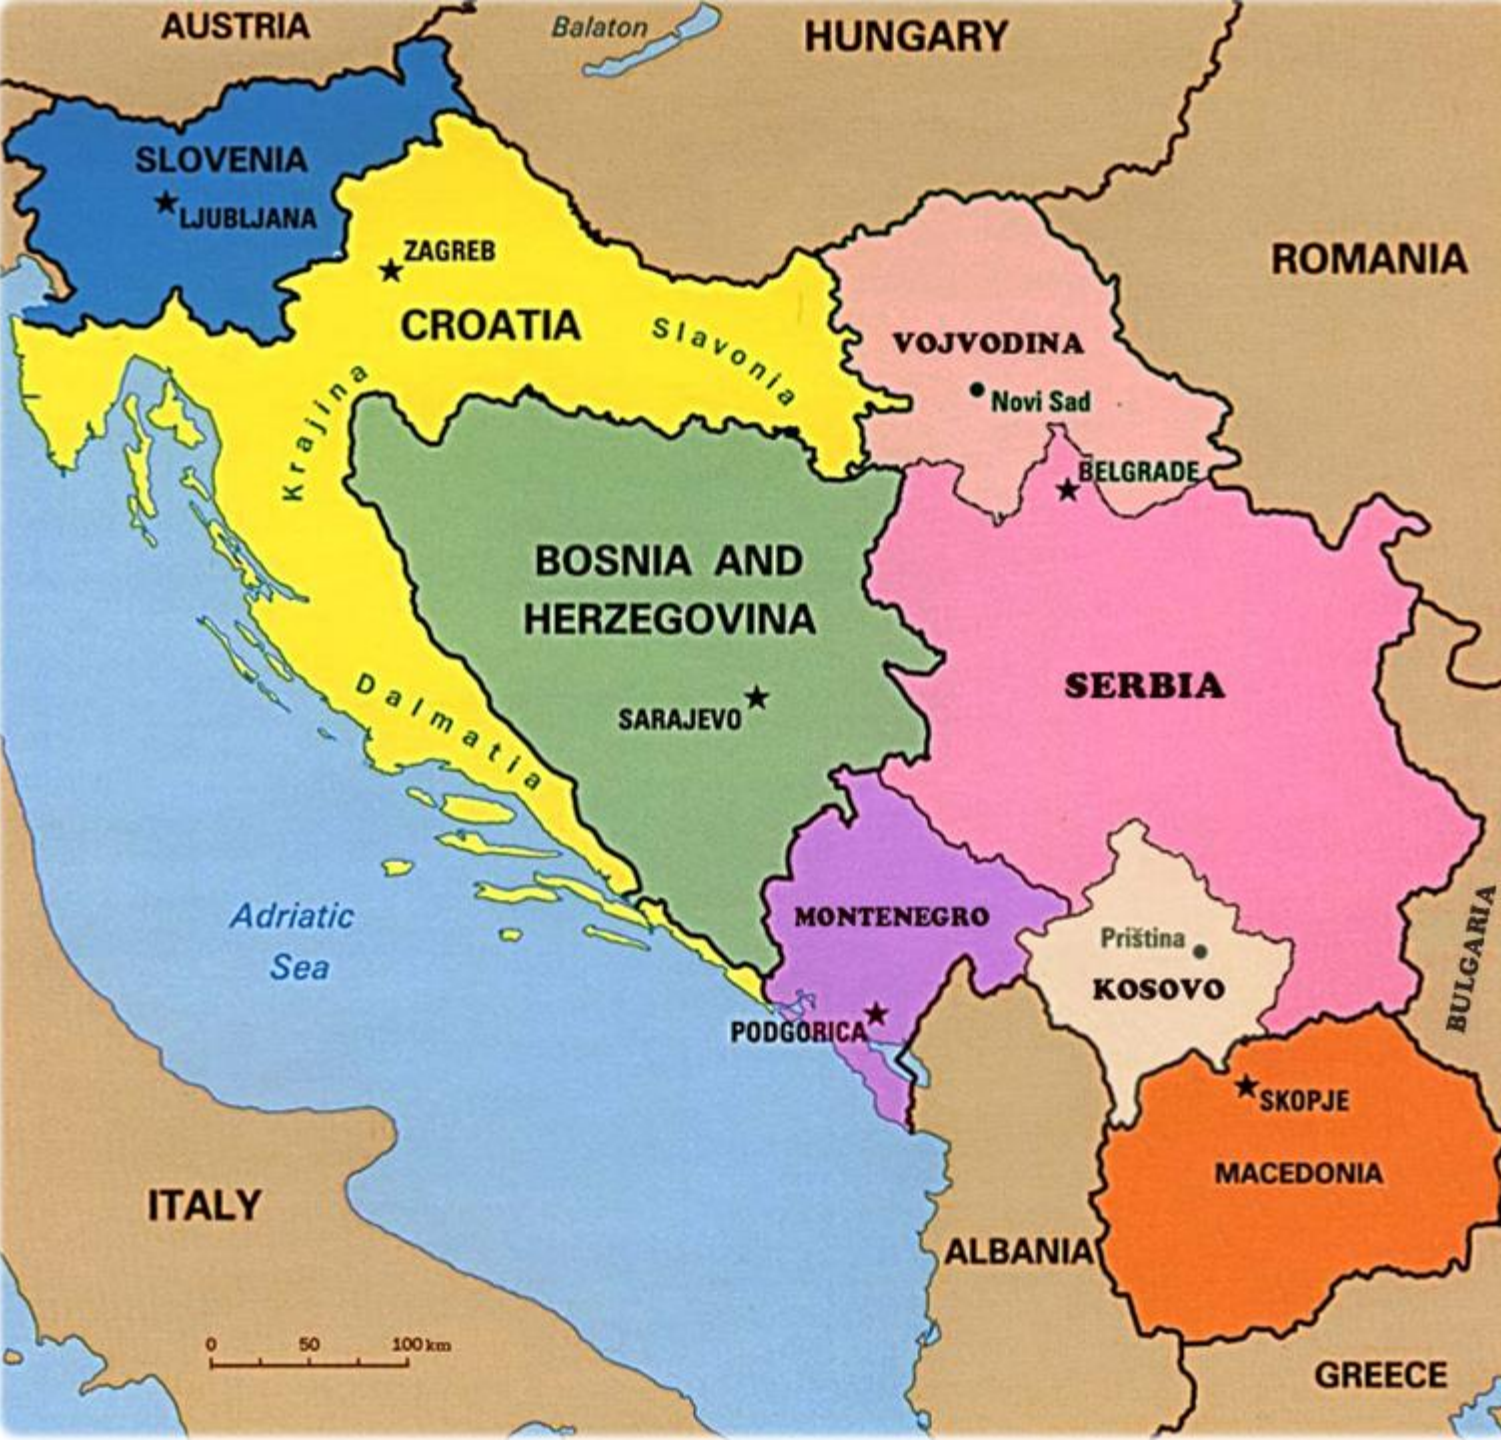 AUSTRIA
Balaton
HUNGARY
SLOVENIA
LJUBLJANA
ZAGREB
CROATIA
Slavonia
Krajina
ROMANIA
VOJVODINA
Novi Sad
BELGRADE
BOSNIA AND
HERZEGOVINA
SARAJEVO
SERBIA
Dalmatia
Adriatic
Sea
MONTENEGRO
PODGORICA
Priština
KOSOVO
BULGARIA
SKOPJE
MACEDONIA
ITALY
ALBANIA
GREECE
0 50 100 km